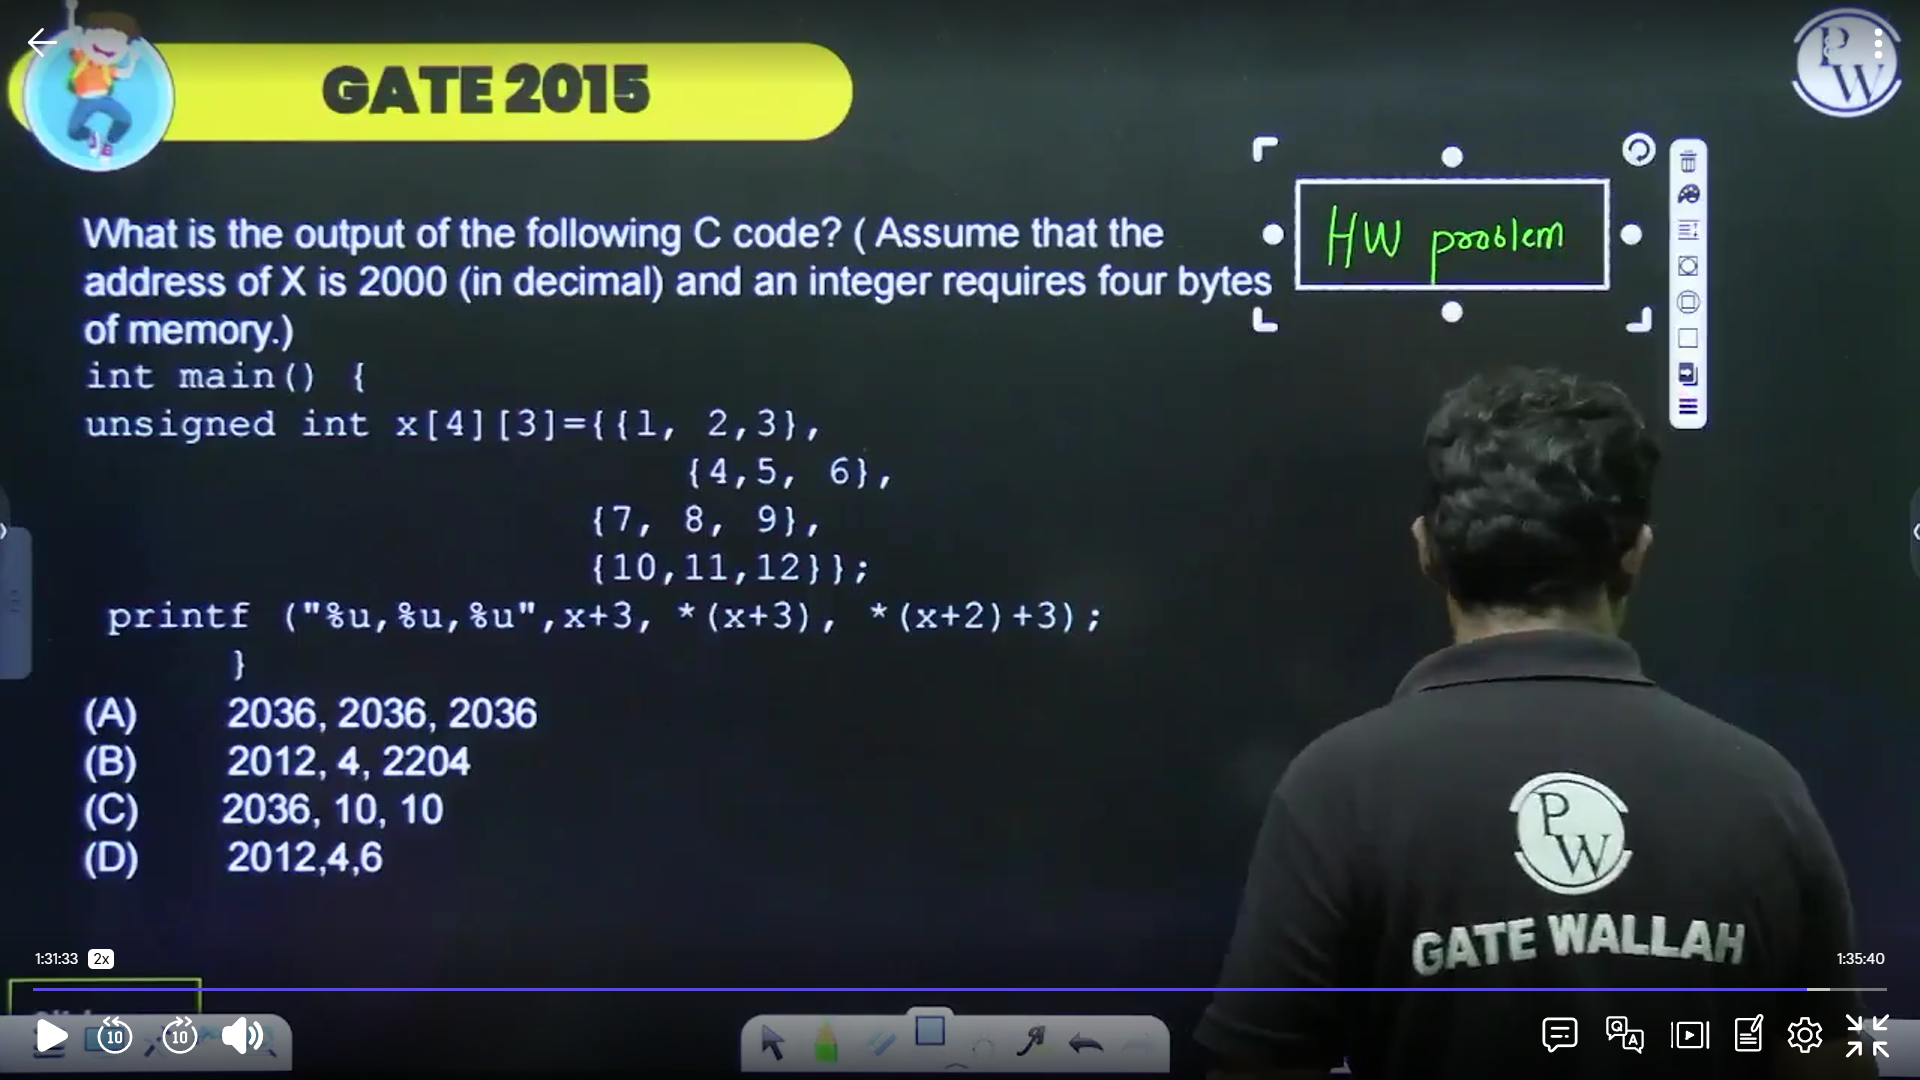 GATE 2015
P
W
HW problem
What is the output of the following C code? ( Assume that the
address of X is 2000 (in decimal) and an integer requires four bytes
of memory.)
int main() {
unsigned int x[4][3]={{1, 2,3},
{4,5, 6},
{7, 8, 9},
{10,11,12}};
printf ("%u,%u,%u",x+3, *(x+3), *(x+2)+3);
}
(A) 2036, 2036, 2036
(B) 2012, 4, 2204
(C) 2036, 10, 10
(D) 2012,4,6
P
W
GATE WALLAH
1:31:33 2x
1:35:40
10 10